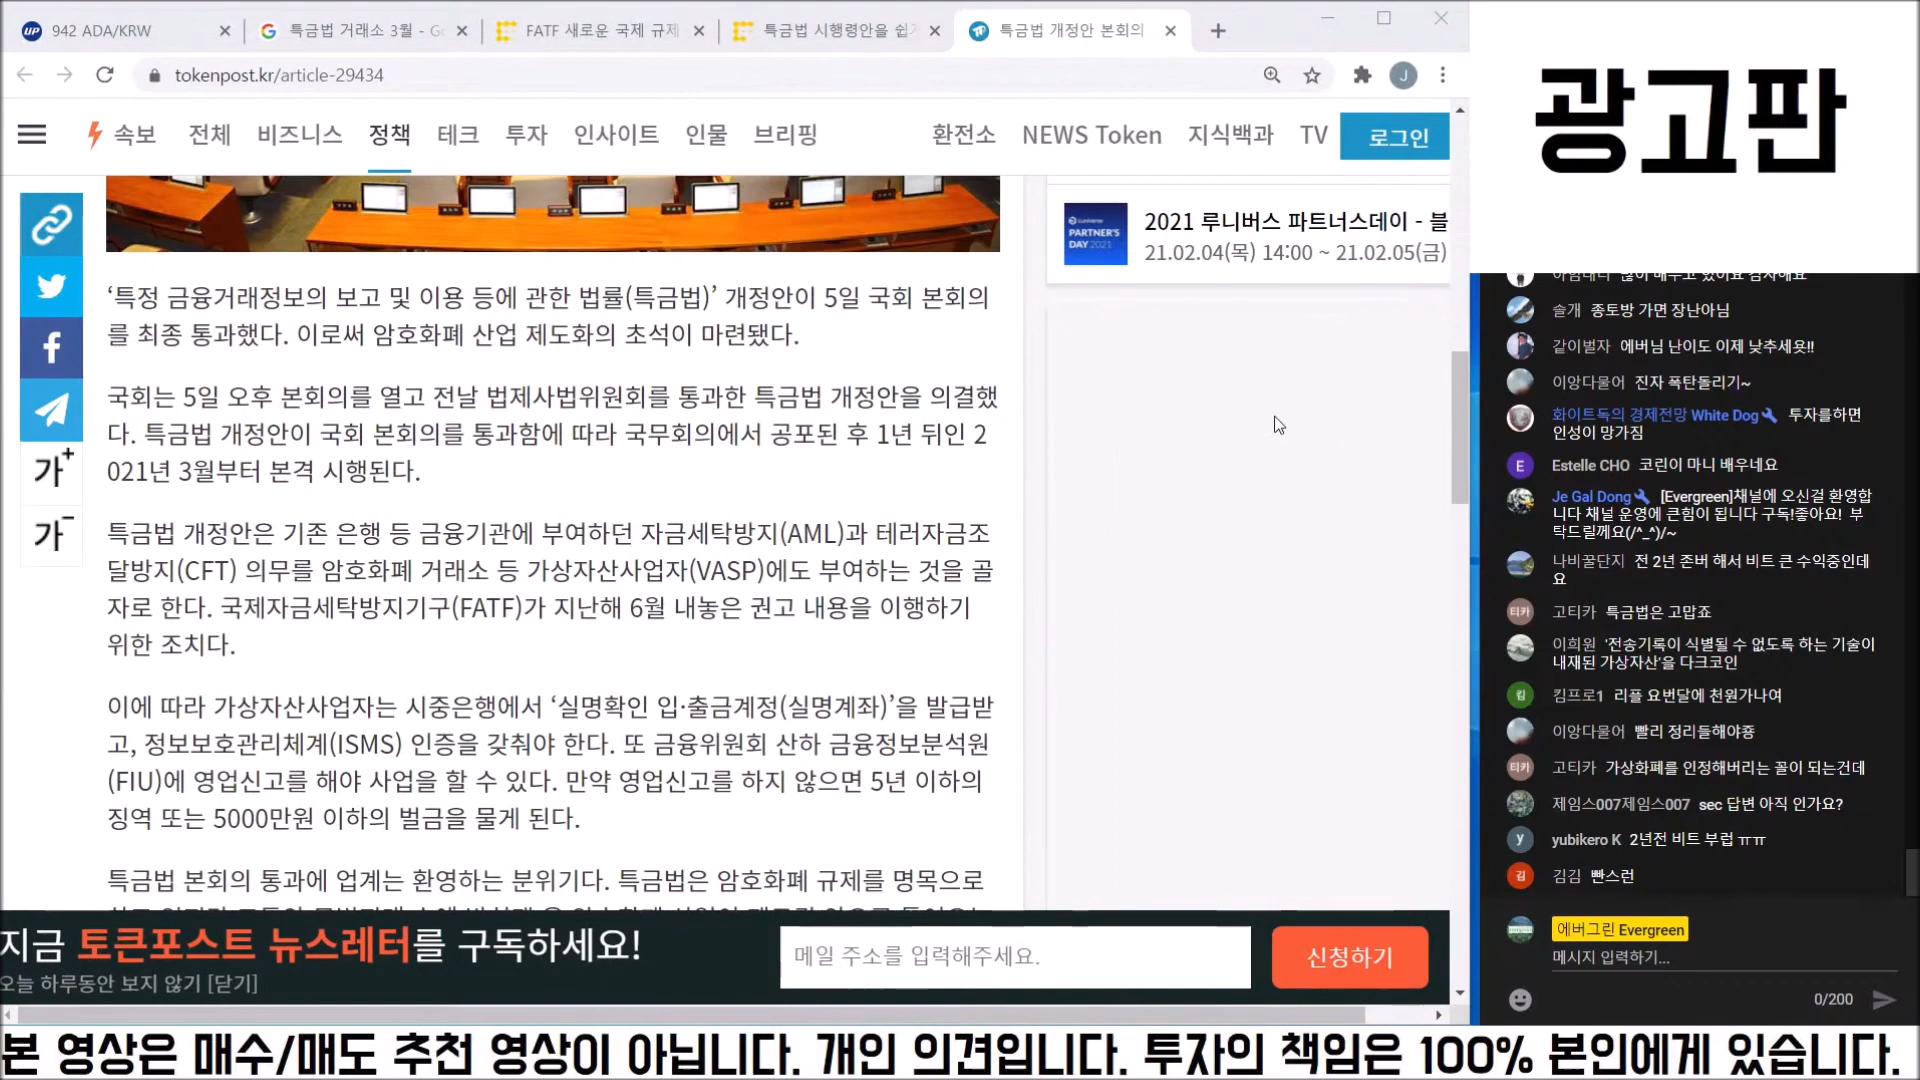 942 ADA/KRW
특금법 거래소 3월 - Go
FATF 새로운 국제 규제
특금법 시행령안을 쉽게
특금법 개정안 본회의
tokenpost.kr/article-29434
J
속보 전체 비즈니스 정책 테크 투자 인사이트 인물 브리핑 환전소 NEWS Token 지식백과 TV 로그인
가+
가-
‘특정 금융거래정보의 보고 및 이용 등에 관한 법률(특금법)’ 개정안이 5일 국회 본회의
를 최종 통과했다. 이로써 암호화폐 산업 제도화의 초석이 마련됐다.
국회는 5일 오후 본회의를 열고 전날 법제사법위원회를 통과한 특금법 개정안을 의결했
다. 특금법 개정안이 국회 본회의를 통과함에 따라 국무회의에서 공포된 후 1년 뒤인 2
021년 3월부터 본격 시행된다.
특금법 개정안은 기존 은행 등 금융기관에 부여하던 자금세탁방지(AML)과 테러자금조
달방지(CFT) 의무를 암호화폐 거래소 등 가상자산사업자(VASP)에도 부여하는 것을 골
자로 한다. 국제자금세탁방지기구(FATF)가 지난해 6월 내놓은 권고 내용을 이행하기
위한 조치다.
이에 따라 가상자산사업자는 시중은행에서 ‘실명확인 입·출금계정(실명계좌)’을 발급받
고, 정보보호관리체계(ISMS) 인증을 갖춰야 한다. 또 금융위원회 산하 금융정보분석원
(FIU)에 영업신고를 해야 사업을 할 수 있다. 만약 영업신고를 하지 않으면 5년 이하의
징역 또는 5000만원 이하의 벌금을 물게 된다.
특금법 본회의 통과에 업계는 환영하는 분위기다. 특금법은 암호화폐 규제를 명목으로
Luniverse
PARTNER'S
DAY 2021
2021 루니버스 파트너스데이 - 블
21.02.04(목) 14:00 ~ 21.02.05(금)
지금 토큰포스트 뉴스레터를 구독하세요!
오늘 하루동안 보지 않기 [닫기]
메일 주소를 입력해주세요.
신청하기
광고판
솔개 종토방 가면 장난아님
같이벌자 에버님 난이도 이제 낮추세욧!!
이앙다물어 진자 폭탄돌리기~
화이트독의 경제전망 White Dog 투자를하면
인성이 망가짐
E Estelle CHO 코린이 마니 배우네요
Je Gal Dong [Evergreen]채널에 오신걸 환영합
니다 채널 운영에 큰힘이 됩니다 구독!좋아요! 부
탁드릴께요(/^_^)/~
나비꿀단지 전 2년 존버 해서 비트 큰 수익중인데
요
티카 고티카 특금법은 고맙죠
이희원 '전송기록이 식별될 수 없도록 하는 기술이
내재된 가상자산'을 다크코인
킴 킴프로1 리플 요번달에 천원가나여
이앙다물어 빨리 정리들해야죵
티카 고티카 가상화폐를 인정해버리는 꼴이 되는건데
제임스007제임스007 sec 답변 아직 인가요?
y yubikero K 2년전 비트 부럽 ㅠㅠ
김 김김 빤스런
에버그린 Evergreen
메시지 입력하기...
0/200
본 영상은 매수/매도 추천 영상이 아닙니다. 개인 의견입니다. 투자의 책임은 100% 본인에게 있습니다.